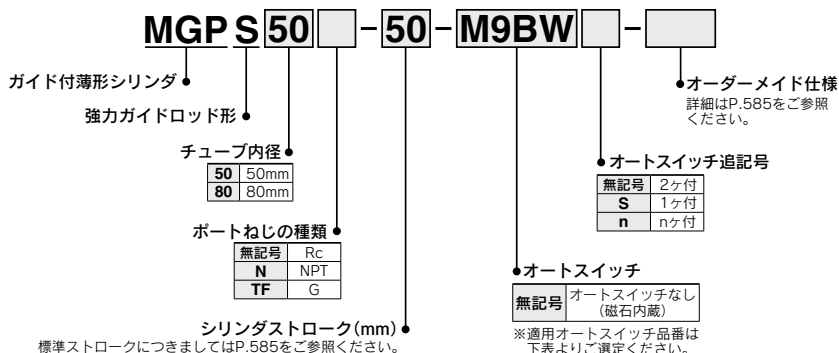 MGP S 50 - 50 - M9BW -
ガイド付薄形シリンダ
強力ガイドロッド形
チューブ内径
50 50mm
80 80mm
ポートねじの種類
無記号 Rc
N NPT
TF G
シリンダストローク(mm)
標準ストロークにつきましてはP.585をご参照ください。
オーダーメイド仕様
詳細はP.585をご参照
ください。
オートスイッチ追記号
無記号 2ヶ付
S 1ヶ付
n nヶ付
オートスイッチ
無記号 オートスイッチなし
(磁石内蔵)
※適用オートスイッチ品番は
下表よりご選定ください。